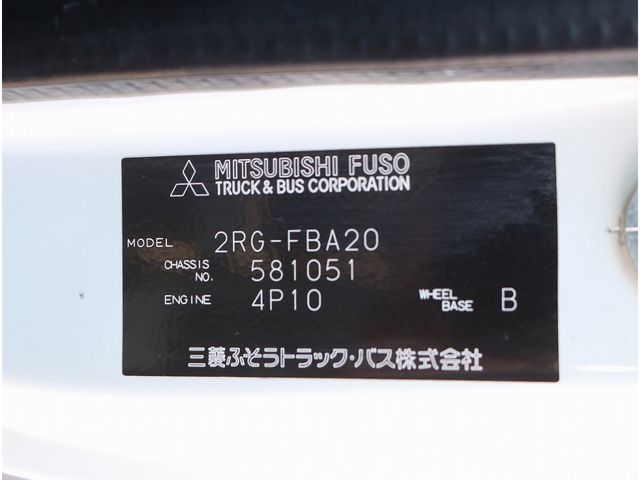 MITSUBISHI FUSO
TRUCK & BUS CORPORATION
MODEL 2RG-FBA20
CHASSIS NO. 581051
ENGINE 4P10 WHEEL BASE B
三菱ふそうトラック・バス株式会社